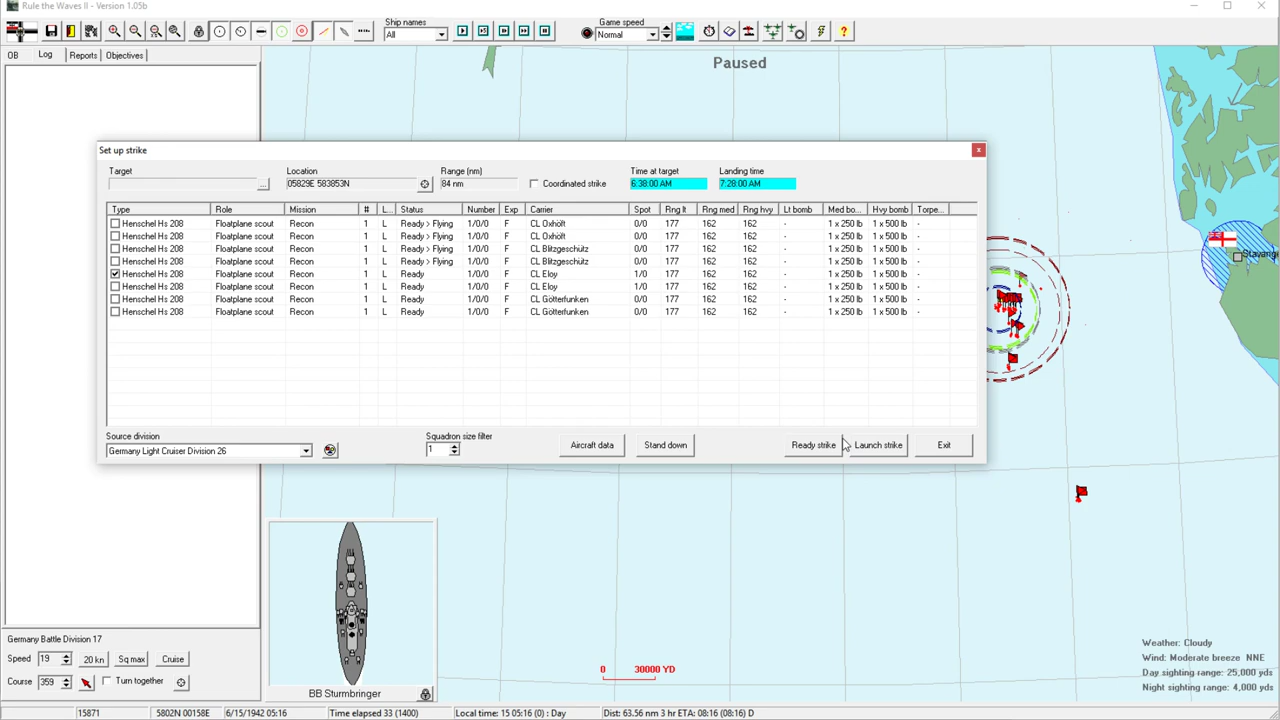 Rule the Waves II - Version 1.05b
Ship names
All
Game speed
Normal
OB Log Reports Objectives
Paused
Set up strike
Target Location Range (nm) Time at target Landing time
05829E 583853N 84 nm Coordinated strike 6:38:00 AM 7:28:00 AM
Type Role Mission # L... Status Number Exp Carrier Spot Rng lt Rng med Rng hvy Lt bomb Med bo... Hvy bomb Torpe...
Henschel Hs 208 Floatplane scout Recon 1 L Ready > Flying 1/0/0 F CL Oxhöft 0/0 177 162 162 - 1 x 250 lb 1 x 500 lb -
Henschel Hs 208 Floatplane scout Recon 1 L Ready > Flying 1/0/0 F CL Oxhöft 0/0 177 162 162 - 1 x 250 lb 1 x 500 lb -
Henschel Hs 208 Floatplane scout Recon 1 L Ready > Flying 1/0/0 F CL Blitzgeschütz 0/0 177 162 162 - 1 x 250 lb 1 x 500 lb -
Henschel Hs 208 Floatplane scout Recon 1 L Ready > Flying 1/0/0 F CL Blitzgeschütz 0/0 177 162 162 - 1 x 250 lb 1 x 500 lb -
Henschel Hs 208 Floatplane scout Recon 1 L Ready 1/0/0 F CL Eloy 1/0 177 162 162 - 1 x 250 lb 1 x 500 lb -
Henschel Hs 208 Floatplane scout Recon 1 L Ready 1/0/0 F CL Eloy 1/0 177 162 162 - 1 x 250 lb 1 x 500 lb -
Henschel Hs 208 Floatplane scout Recon 1 L Ready 1/0/0 F CL Götterfunken 0/0 177 162 162 - 1 x 250 lb 1 x 500 lb -
Henschel Hs 208 Floatplane scout Recon 1 L Ready 1/0/0 F CL Götterfunken 0/0 177 162 162 - 1 x 250 lb 1 x 500 lb -
Source division
Germany Light Cruiser Division 26
Squadron size filter
1
Aircraft data Stand down Ready strike Launch strike Exit
Germany Battle Division 17
Speed 19 20 kn Sq max Cruise
Course 359 Turn together
BB Sturmbringer
0 30000 YD
Weather: Cloudy
Wind: Moderate breeze NNE
Day sighting range: 25,000 yds
Night sighting range: 4,000 yds
15871 5802N 00158E 6/15/1942 05:16 Time elapsed 33 (1400) Local time: 15 05:16 (0) : Day Dist: 63.56 nm 3 hr ETA: 08:16 (08:16) D